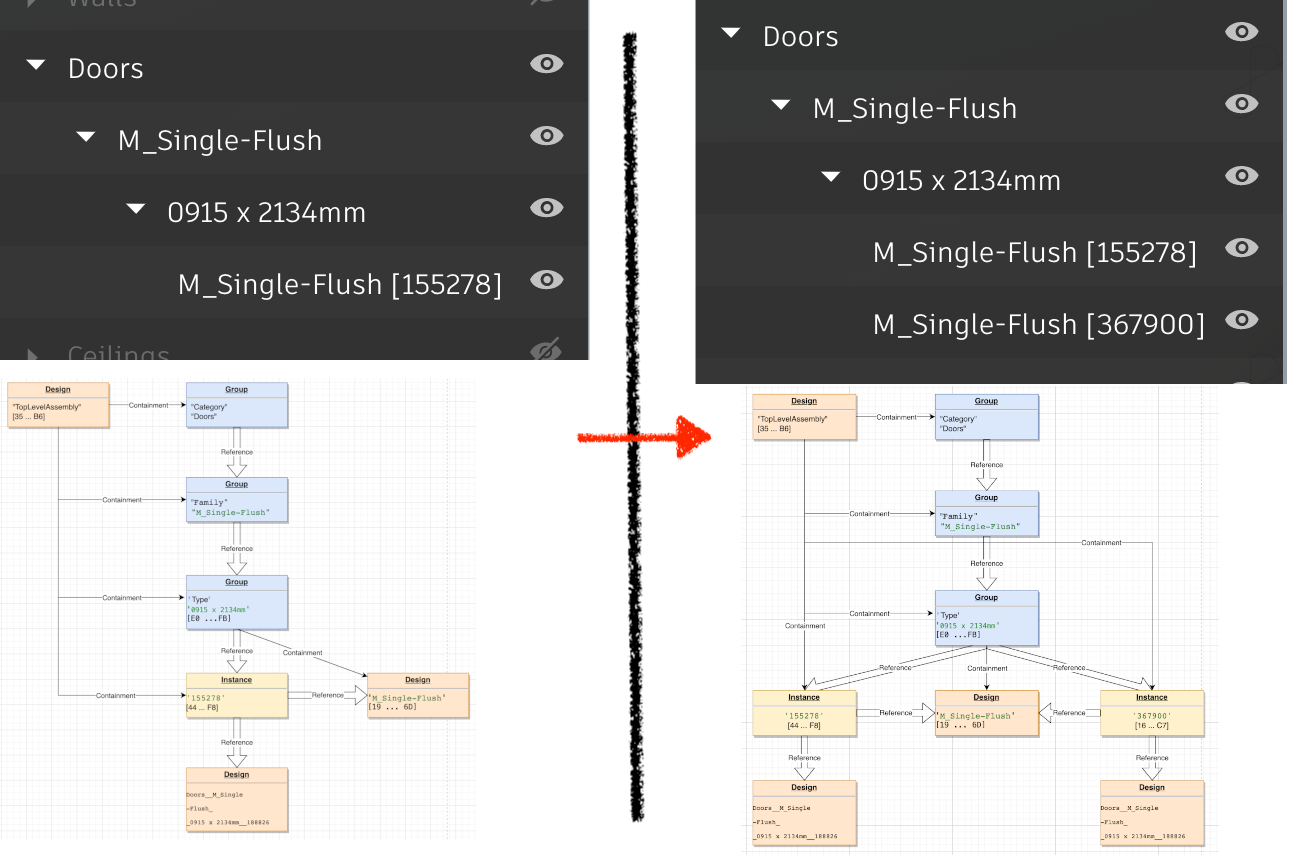 Walls
Doors
M_Single-Flush
0915 x 2134mm
M_Single-Flush [155278]
Ceilings
Doors
M_Single-Flush
0915 x 2134mm
M_Single-Flush [155278]
M_Single-Flush [367900]
Design
"TopLevelAssembly"
[35 ... B6]
Containment
Group
"Category"
"Doors"
Reference
Containment
Group
"Family"
"M_Single-Flush"
Reference
Containment
Group
'Type'
'0915 x 2134mm'
[E0 ...FB]
Reference
Containment
Containment
Instance
'155278'
[44 ... F8]
Reference
Design
'M_Single-Flush'
[19 ... 6D]
Reference
Design
Doors__M_Single
-Flush_
_0915 x 2134mm__188826
Design
"TopLevelAssembly"
[35 ... B6]
Containment
Group
"Category"
"Doors"
Reference
Containment
Group
"Family"
"M_Single-Flush"
Containment
Reference
Containment
Containment
Group
'Type'
'0915 x 2134mm'
[E0 ...FB]
Reference
Containment
Reference
Instance
'155278'
[44 ... F8]
Reference
Design
'M_Single-Flush'
[19 ... 6D]
Reference
Instance
'367900'
[16 ... C7]
Reference
Reference
Design
Doors__M_Single
-Flush_
_0915 x 2134mm__188826
Design
Doors__M_Single
-Flush_
_0915 x 2134mm__188826